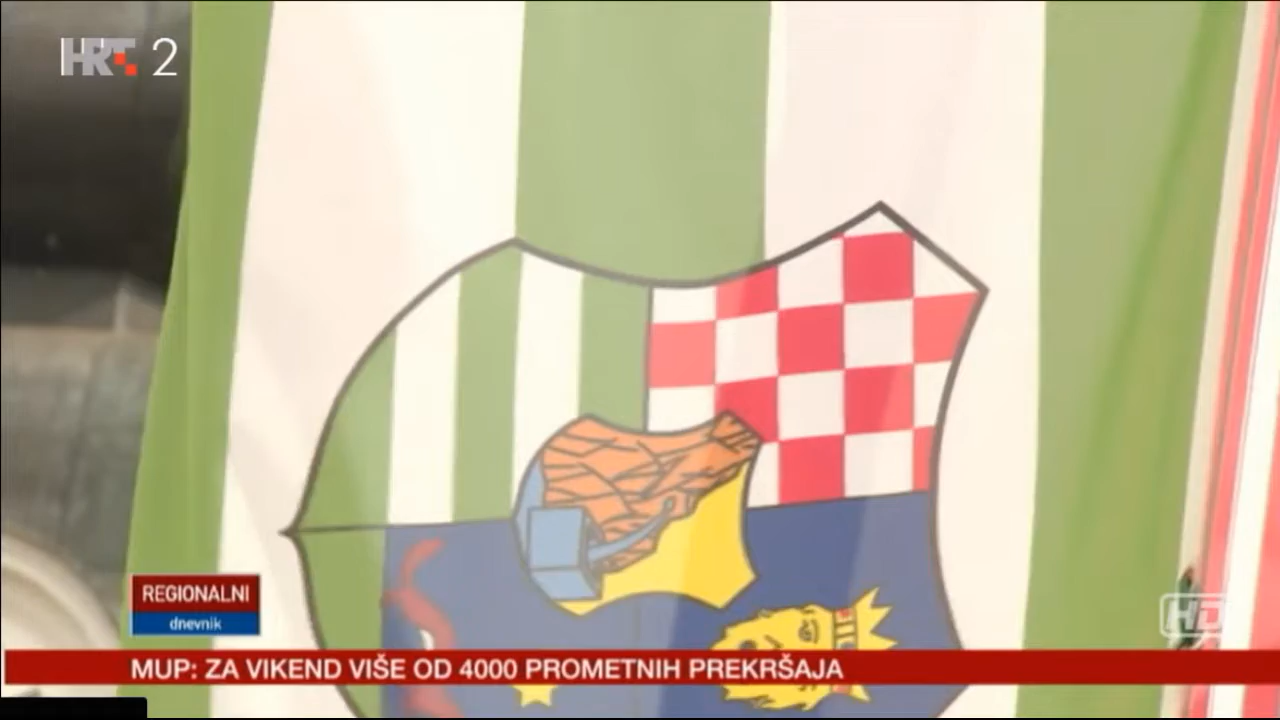 HRT 2
REGIONALNI
dnevnik
HD
MUP: ZA VIKEND VIŠE OD 4000 PROMETNIH PREKRŠAJA